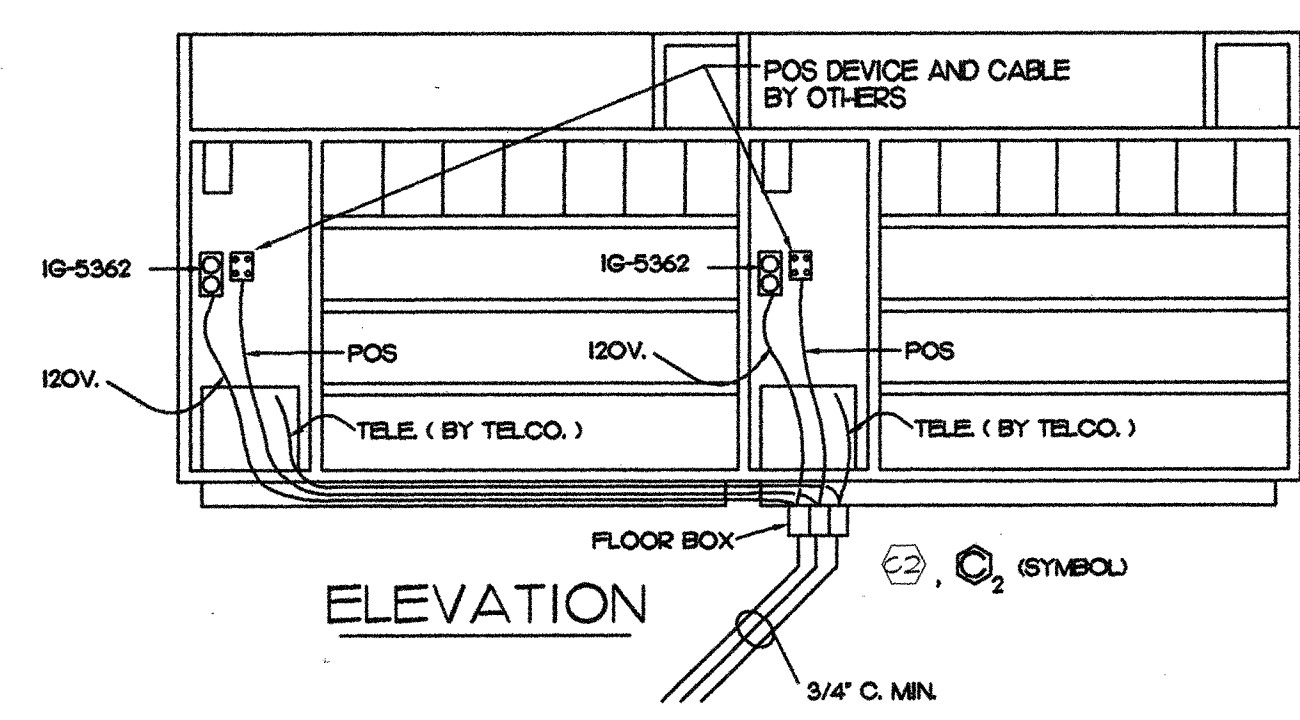 POS DEVICE AND CABLE
BY OTHERS
IG-5362
IG-5362
POS
120V.
POS
120V.
TELE. ( BY TELCO. )
TELE. ( BY TELCO. )
FLOOR BOX
C2 , C2 (SYMBOL)
ELEVATION
3/4" C. MIN.